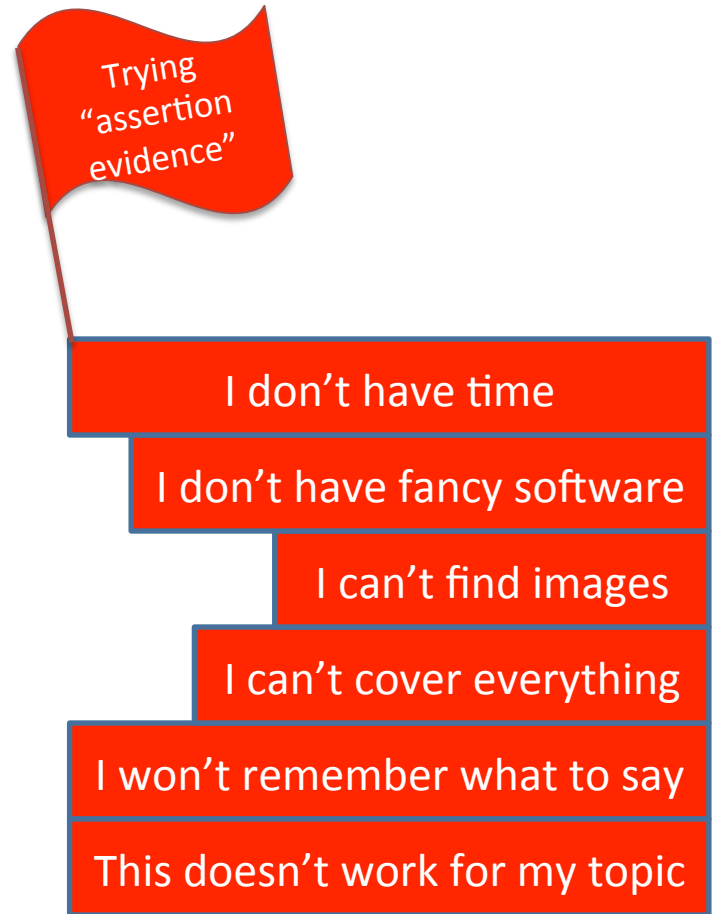 Trying
“assertion
evidence”
I don’t have time
I don’t have fancy software
I can’t find images
I can’t cover everything
I won’t remember what to say
This doesn’t work for my topic